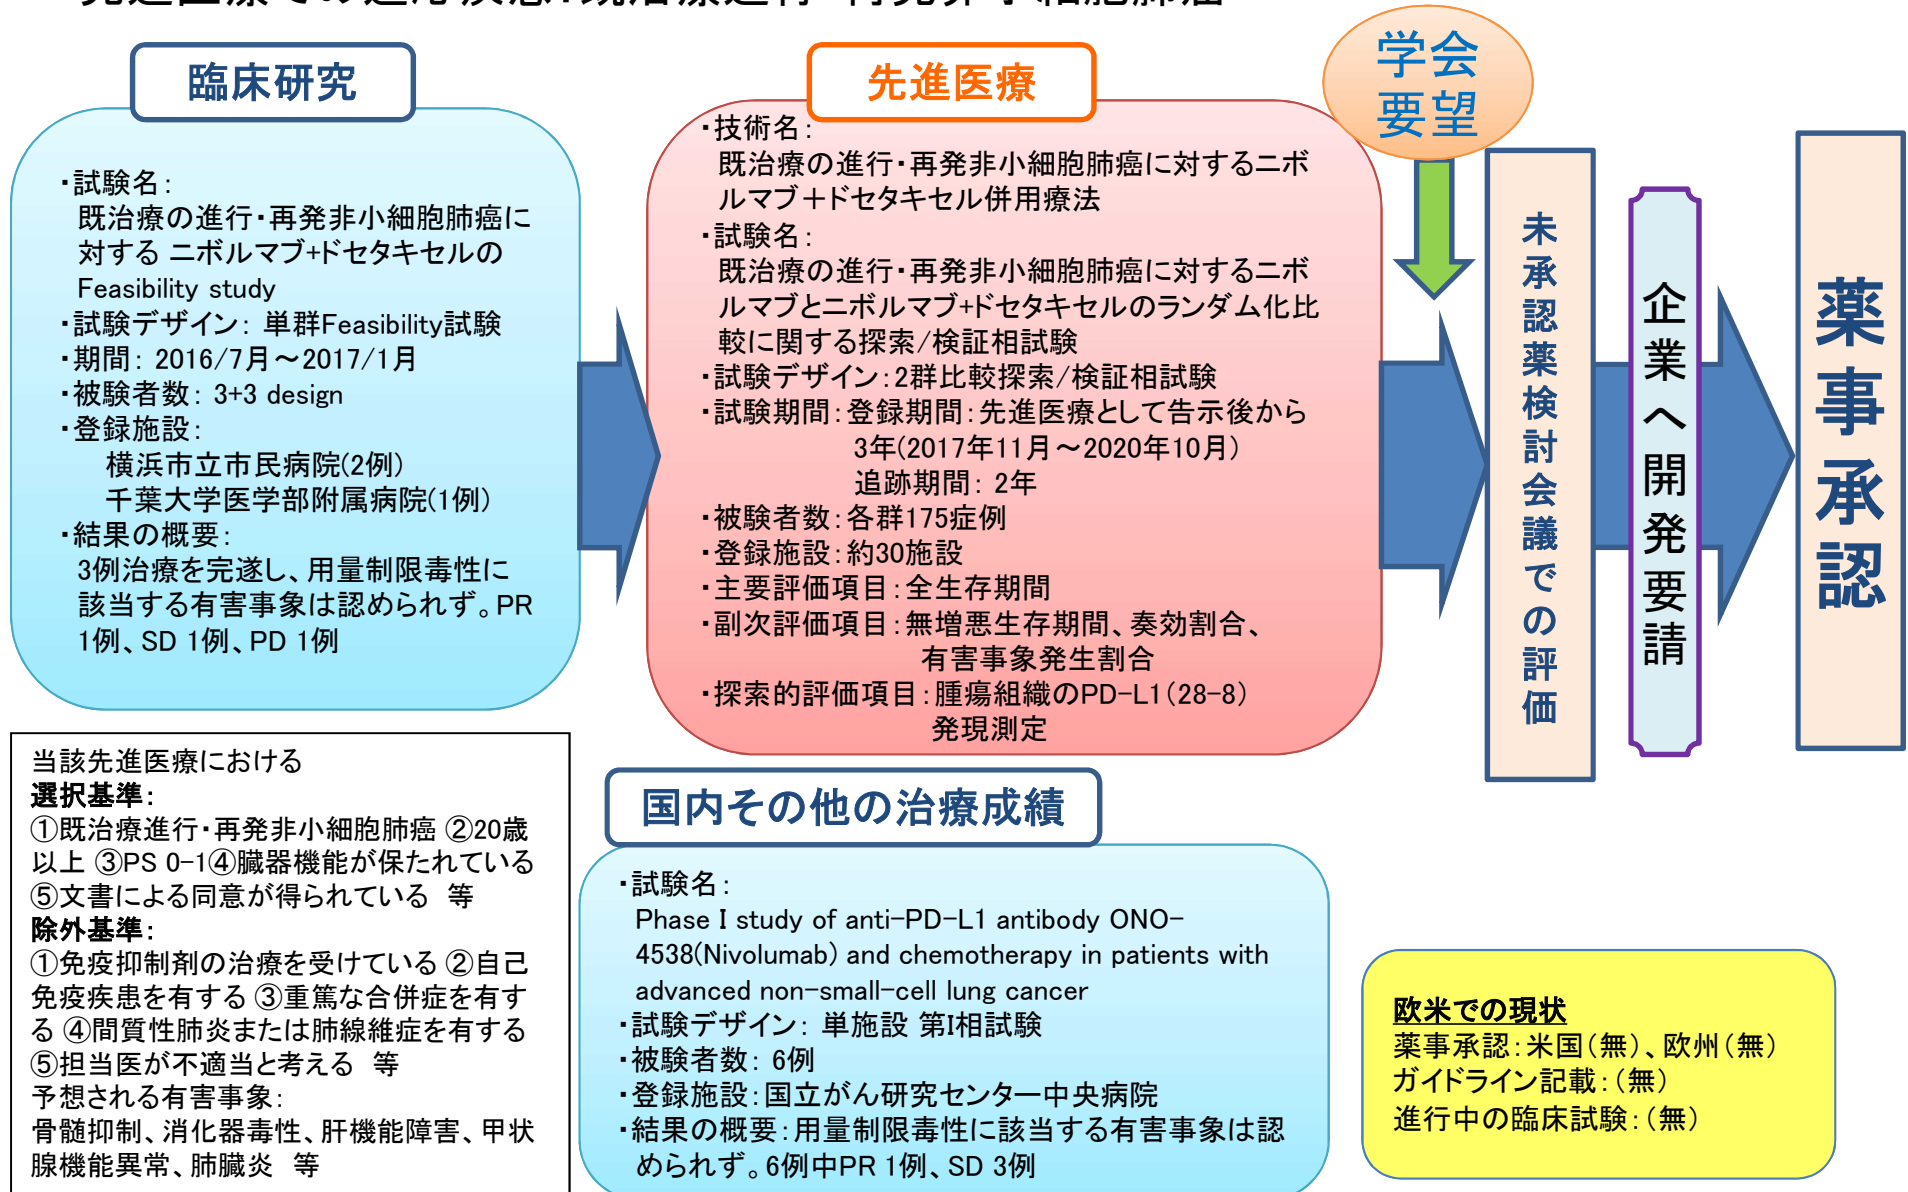 先進医療での適応疾患：既治療進行・再発非小細胞肺癌
臨床研究
・試験名：
既治療の進行・再発非小細胞肺癌に
対する ニボルマブ+ドセタキセルの
Feasibility study
・試験デザイン： 単群Feasibility試験
・期間： 2016/7月～2017/1月
・被験者数： 3+3 design
・登録施設：
横浜市立市民病院(2例)
千葉大学医学部附属病院(1例)
・結果の概要：
3例治療を完遂し、用量制限毒性に
該当する有害事象は認められず。PR
1例、SD 1例、PD 1例
先進医療
・技術名：
既治療の進行・再発非小細胞肺癌に対するニボ
ルマブ＋ドセタキセル併用療法
・試験名：
既治療の進行・再発非小細胞肺癌に対するニボ
ルマブとニボルマブ+ドセタキセルのランダム化比
較に関する探索/検証相試験
・試験デザイン：2群比較探索/検証相試験
・試験期間：登録期間：先進医療として告示後から
3年(2017年11月～2020年10月)
追跡期間： 2年
・被験者数：各群175症例
・登録施設：約30施設
・主要評価項目：全生存期間
・副次評価項目：無増悪生存期間、奏効割合、
有害事象発生割合
・探索的評価項目：腫瘍組織のPD-L1（28-8）
発現測定
学会
要望
未承認薬検討会議での評価
企業へ開発要請
薬事承認
当該先進医療における
選択基準：
①既治療進行・再発非小細胞肺癌 ②20歳
以上 ③PS 0-1④臓器機能が保たれている
⑤文書による同意が得られている 等
除外基準：
①免疫抑制剤の治療を受けている ②自己
免疫疾患を有する ③重篤な合併症を有す
る ④間質性肺炎または肺線維症を有する
⑤担当医が不適当と考える 等
予想される有害事象：
骨髄抑制、消化器毒性、肝機能障害、甲状
腺機能異常、肺臓炎 等
国内その他の治療成績
・試験名：
Phase I study of anti-PD-L1 antibody ONO-
4538(Nivolumab) and chemotherapy in patients with
advanced non-small-cell lung cancer
・試験デザイン： 単施設 第I相試験
・被験者数： 6例
・登録施設：国立がん研究センター中央病院
・結果の概要：用量制限毒性に該当する有害事象は認
められず。6例中PR 1例、SD 3例
欧米での現状
薬事承認：米国（無）、欧州（無）
ガイドライン記載：（無）
進行中の臨床試験：（無）